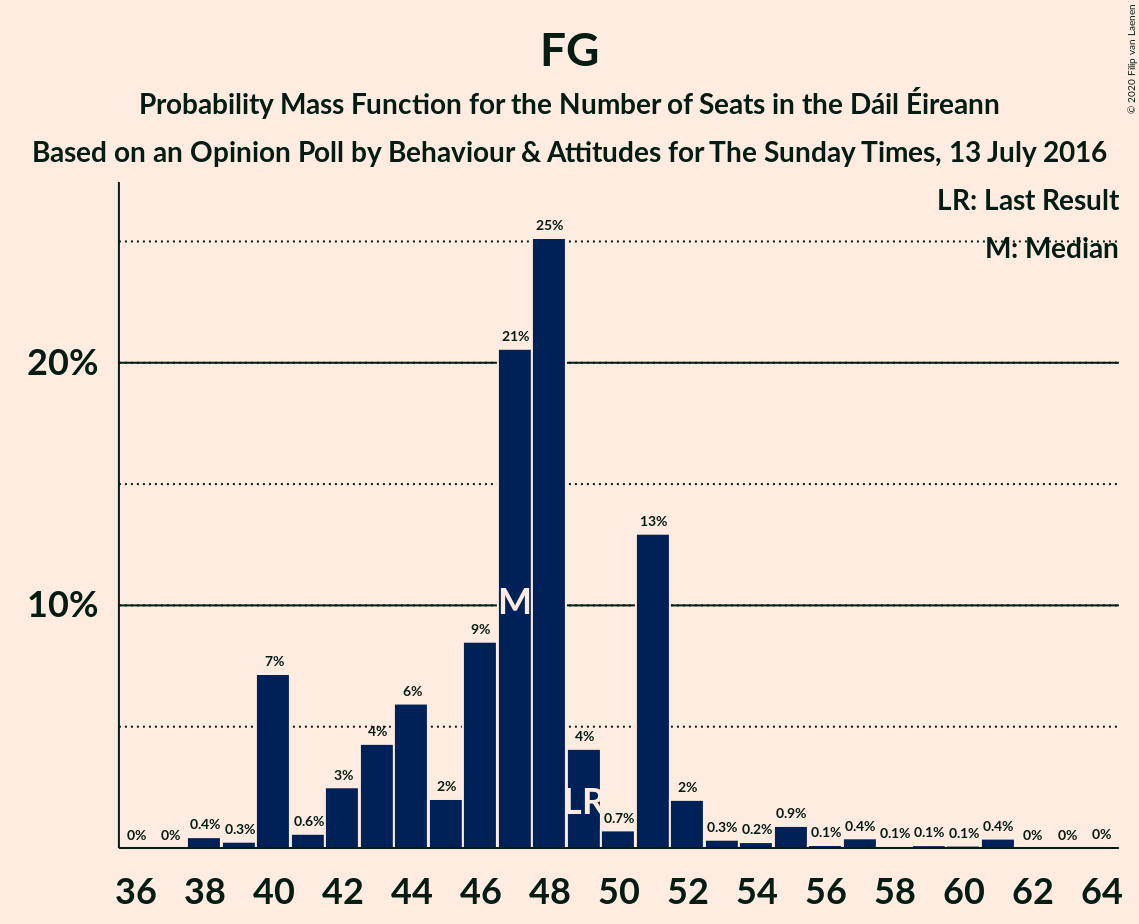 FG
Probability Mass Function for the Number of Seats in the Dáil Éireann
Based on an Opinion Poll by Behaviour & Attitudes for The Sunday Times, 13 July 2016
© 2020 Filip van Laenen
LR: Last Result
M: Median
20%
10%
0% 0% 0.4% 0.3% 7% 0.6% 3% 4% 6% 2% 9% 21% 25% 4% 0.7% 13% 2% 0.3% 0.2% 0.9% 0.1% 0.4% 0.1% 0.1% 0.1% 0.4% 0% 0% 0%
M
LR
36 38 40 42 44 46 48 50 52 54 56 58 60 62 64